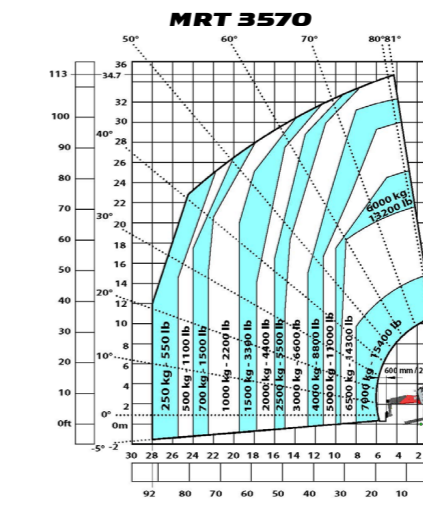 MRT 3570
50° 60° 70° 80° 81°
36
113 34.7
32
100 30
40° 28
90 26
80 24
22
70 20
30° 18
60 16
50 14
20° 12
40 10
30 8
10° 6
20 4
10 2
0° 0m
0ft
-5° -2
250 kg - 550 lb
500 kg - 1100 lb
700 kg - 1500 lb
1000 kg - 2200 lb
1500 kg - 3300 lb
2000 kg - 4400 lb
2500 kg - 5500 lb
3000 kg - 6600 lb
4000 kg - 8800 lb
5000 kg - 11000 lb
6500 kg - 14300 lb
7000 kg - 15400 lb
6000 kg
13200 lb
600 mm / 2
30 28 26 24 22 20 18 16 14 12 10 8 6 4 2
92 80 70 60 50 40 30 20 10